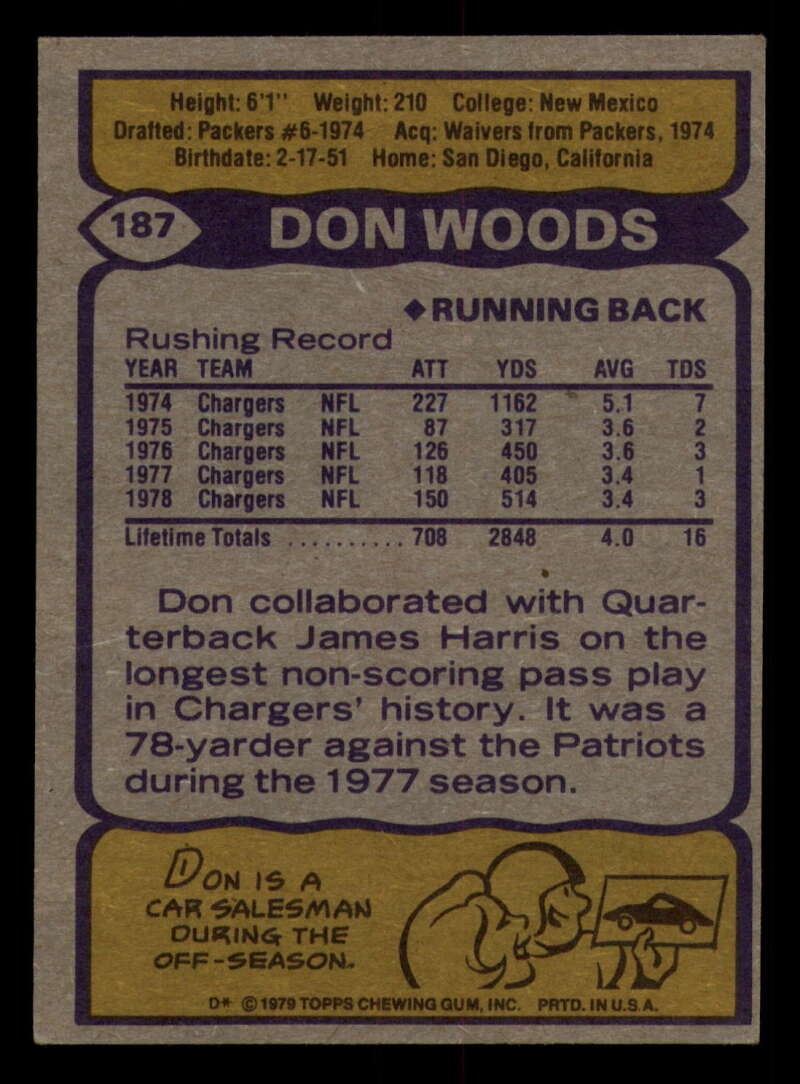 Height: 6'1" Weight: 210 College: New Mexico
Drafted: Packers #6-1974 Acq: Waivers from Packers, 1974
Birthdate: 2-17-51 Home: San Diego, California
187 DON WOODS
◆RUNNING BACK
Rushing Record
YEAR TEAM ATT YDS AVG TDS
1974 Chargers NFL 227 1162 5.1 7
1975 Chargers NFL 87 317 3.6 2
1976 Chargers NFL 126 450 3.6 3
1977 Chargers NFL 118 405 3.4 1
1978 Chargers NFL 150 514 3.4 3
Lifetime Totals .......... 708 2848 4.0 16
Don collaborated with Quar-
terback James Harris on the
longest non-scoring pass play
in Chargers' history. It was a
78-yarder against the Patriots
during the 1977 season.
DON IS A
CAR SALESMAN
DURING THE
OFF-SEASON.
D* © 1979 TOPPS CHEWING GUM, INC. PRTD. IN U.S.A.